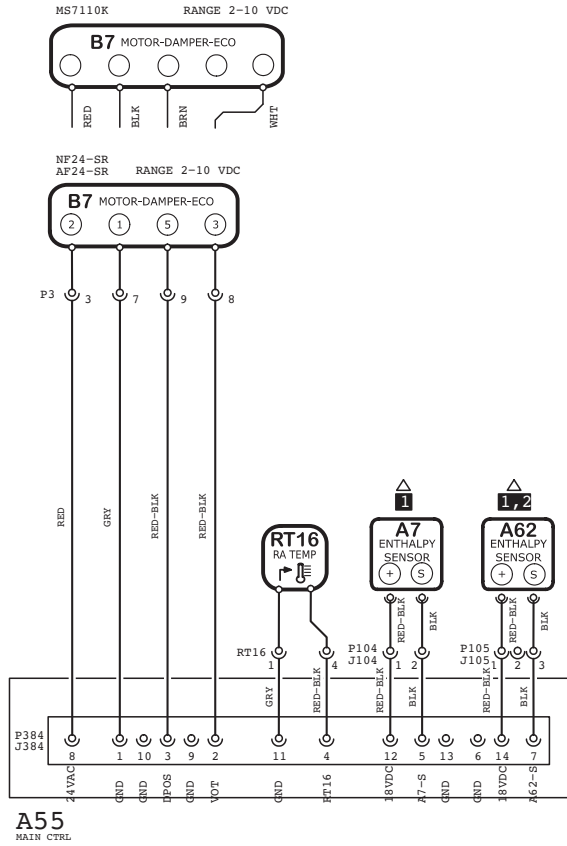 MS7110K RANGE 2-10 VDC
B7 MOTOR-DAMPER-ECO
RED BLK BRN WHT
NF24-SR
AF24-SR RANGE 2-10 VDC
B7 MOTOR-DAMPER-ECO
2 1 5 3
P3 3 7 9 8
RED GRY RED-BLK RED-BLK
1 1,2
RT16
RA TEMP
A7
ENTHALPY
SENSOR
+ S
A62
ENTHALPY
SENSOR
+ S
RED-BLK BLK RED-BLK BLK
RT16 1 4
P104
J104 1 2
P105
J105 1 2 3
GRY RED-BLK RED-BLK BLK RED-BLK BLK
P384
J384
8 1 10 3 9 2 11 4 12 5 13 6 14 7
24VAC GND GND DPOS GND VOT GND RT16 18VDC A7-S GND GND 18VDC A62-S
A55
MAIN CTRL